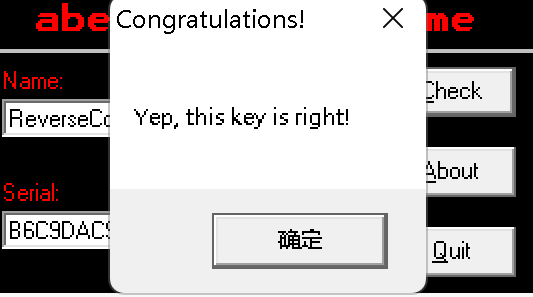 abe
me
Congratulations!
Name:
ReverseCo
Yep, this key is right!
Check
About
Serial:
B6C9DAC9
确定
Quit